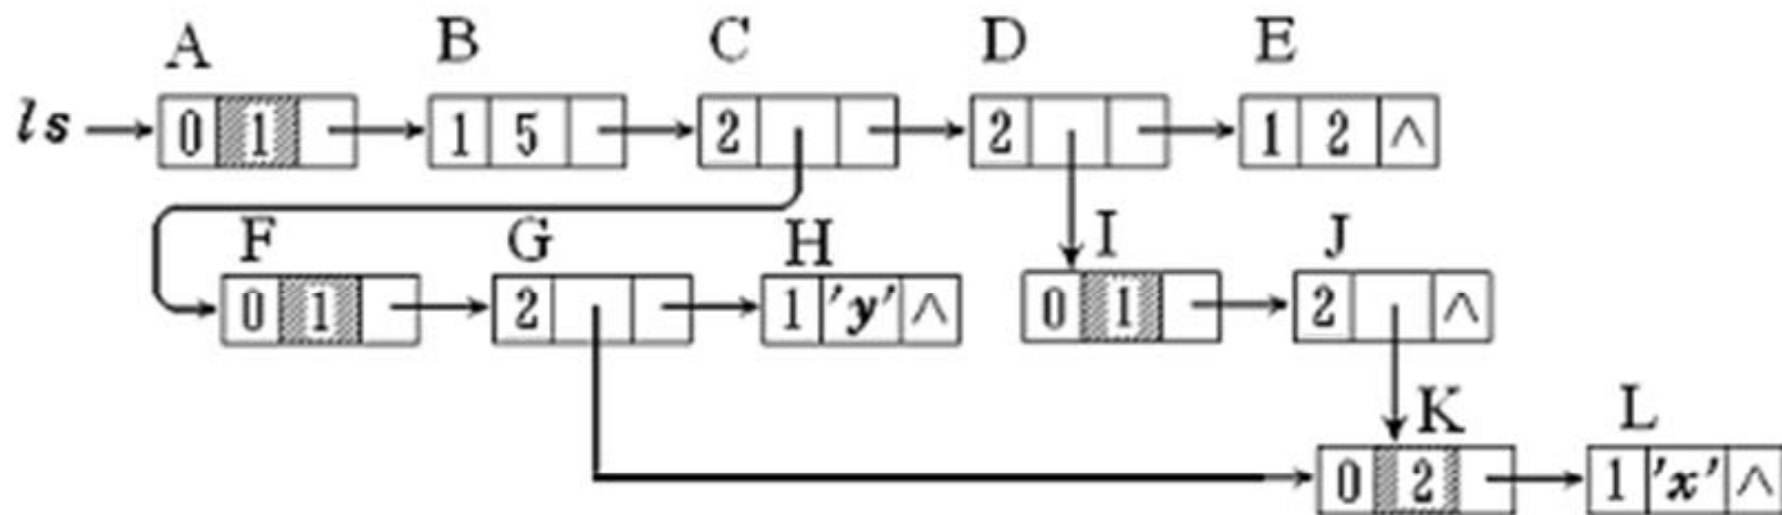 A B C D E
ls 0 1 1 5 2 2 1 2 ∧
F G H I J
0 1 2 1 'y' ∧ 0 1 2 ∧
K L
0 2 1 'x' ∧